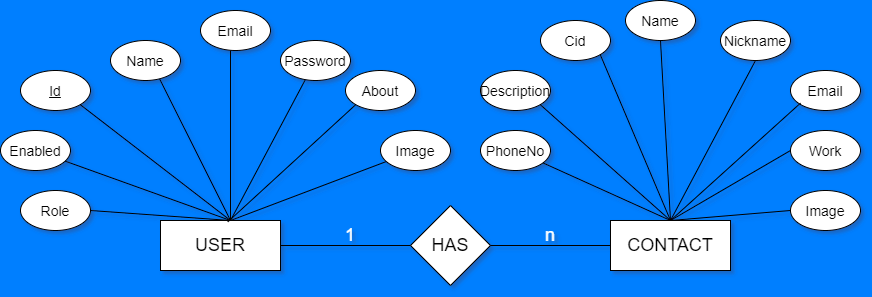 Email
Name
Password
Id
About
Enabled
Image
Role
USER
1
HAS
n
Name
Cid
Nickname
Description
Email
PhoneNo
Work
Image
CONTACT